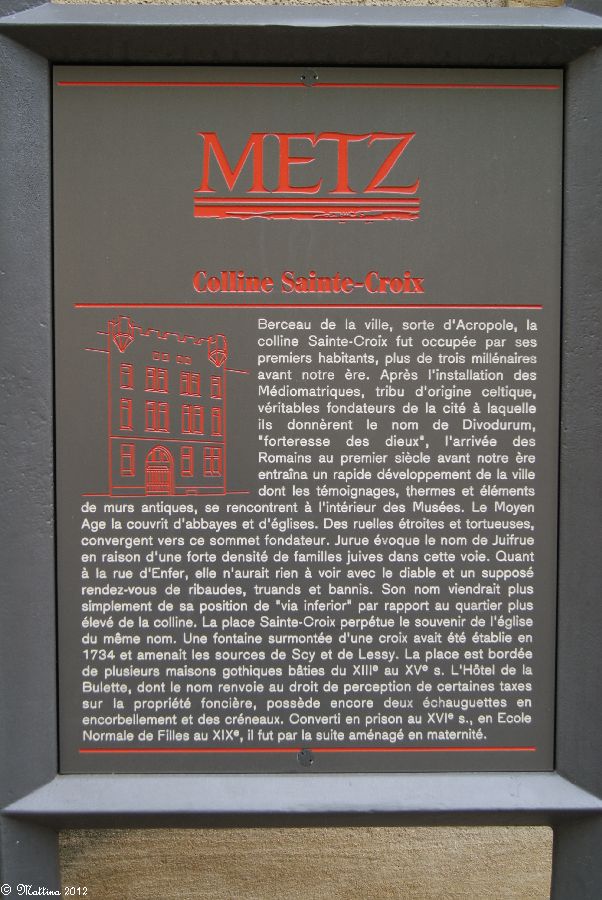 METZ
Colline Sainte-Croix
Berceau de la ville, sorte d'Acropole, la
colline Sainte-Croix fut occupée par ses
premiers habitants, plus de trois millénaires
avant notre ère. Après l'installation des
Médiomatriques, tribu d'origine celtique,
véritables fondateurs de la cité à laquelle
ils donnèrent le nom de Divodurum,
"forteresse des dieux", l'arrivée des
Romains au premier siècle avant notre ère
entraîna un rapide développement de la ville
dont les témoignages, thermes et éléments
de murs antiques, se rencontrent à l'intérieur des Musées. Le Moyen
Age la couvrit d'abbayes et d'églises. Des ruelles étroites et tortueuses,
convergent vers ce sommet fondateur. Jurue évoque le nom de Juifrue
en raison d'une forte densité de familles juives dans cette voie. Quant
à la rue d'Enfer, elle n'aurait rien à voir avec le diable et un supposé
rendez-vous de ribaudes, truands et bannis. Son nom viendrait plus
simplement de sa position de "via inferior" par rapport au quartier plus
élevé de la colline. La place Sainte-Croix perpétue le souvenir de l'église
du même nom. Une fontaine surmontée d'une croix avait été établie en
1734 et amenait les sources de Scy et de Lessy. La place est bordée
de plusieurs maisons gothiques bâties du XIIIe au XVe s. L'Hôtel de la
Bulette, dont le nom renvoie au droit de perception de certaines taxes
sur la propriété foncière, possède encore deux échauguettes en
encorbellement et des créneaux. Converti en prison au XVIe s., en Ecole
Normale de Filles au XIXe, il fut par la suite aménagé en maternité.
© Mattina 2012